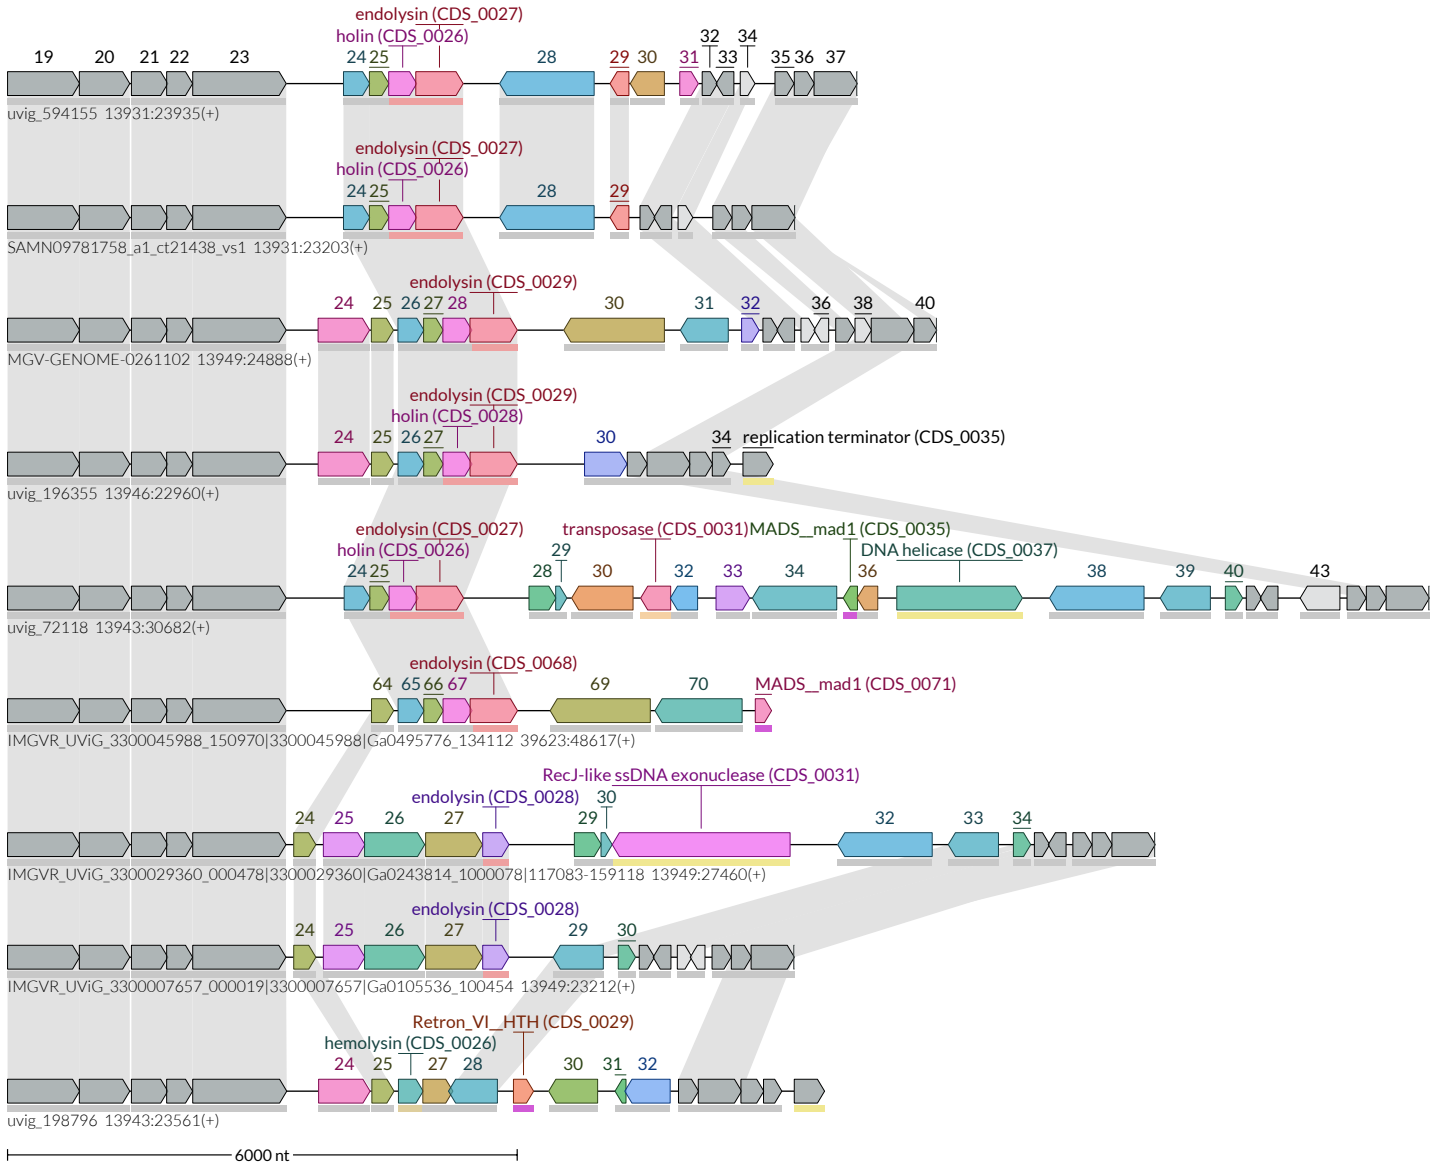 endolysin (CDS_0027)
holin (CDS_0026) 32 34
19 20 21 22 23 24 25 28 29 30 31 33 35 36 37
uvig_594155 13931:23935(+)
endolysin (CDS_0027)
holin (CDS_0026)
24 25 28 29
SAMN09781758_a1_ct21438_vs1 13931:23203(+)
endolysin (CDS_0029)
24 25 26 27 28 30 31 32 36 38 40
MGV-GENOME-0261102 13949:24888(+)
endolysin (CDS_0029)
holin (CDS_0028)
24 25 26 27 30 34 replication terminator (CDS_0035)
uvig_196355 13946:22960(+)
endolysin (CDS_0027) transposase (CDS_0031) MADS__mad1 (CDS_0035)
holin (CDS_0026) 29 DNA helicase (CDS_0037)
24 25 28 30 32 33 34 36 38 39 40 43
uvig_72118 13943:30682(+)
endolysin (CDS_0068)
64 65 66 67 69 70 MADS__mad1 (CDS_0071)
IMGVR_UViG_3300045988_150970|3300045988|Ga0495776_134112 39623:48617(+)
RecJ-like ssDNA exonuclease (CDS_0031)
endolysin (CDS_0028) 30
24 25 26 27 29 32 33 34
IMGVR_UViG_3300029360_000478|3300029360|Ga0243814_1000078|117083-159118 13949:27460(+)
endolysin (CDS_0028)
24 25 26 27 29 30
IMGVR_UViG_3300007657_000019|3300007657|Ga0105536_100454 13949:23212(+)
Retron_VI__HTH (CDS_0029)
hemolysin (CDS_0026)
24 25 27 28 30 31 32
uvig_198796 13943:23561(+)
6000 nt